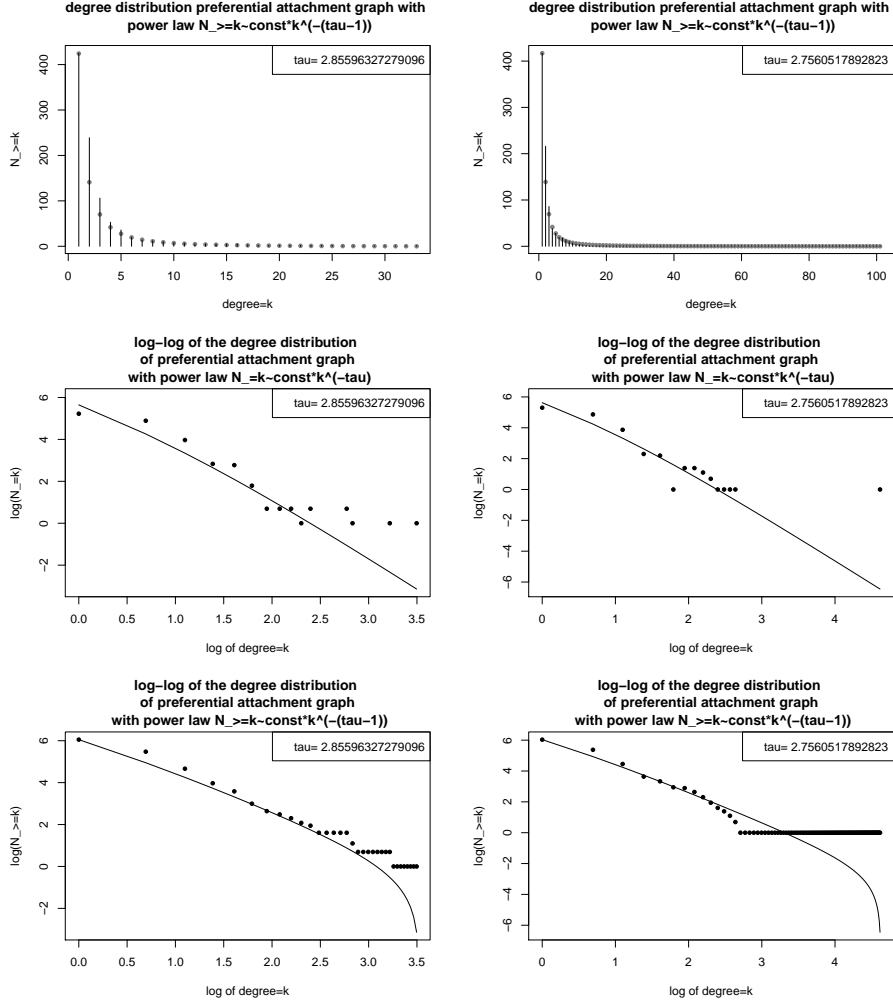 degree distribution preferential attachment graph with
power law N_>=k~const*k^(-(tau-1))
tau= 2.85596327279096
N_>=k
0 100 200 300 400
0 5 10 15 20 25 30
degree=k
degree distribution preferential attachment graph with
power law N_>=k~const*k^(-(tau-1))
tau= 2.7560517892823
N_>=k
0 100 200 300 400
0 20 40 60 80 100
degree=k
log-log of the degree distribution
of preferential attachment graph
with power law N_=k~const*k^(-tau)
tau= 2.85596327279096
log(N_=k)
-2 0 2 4 6
0.0 0.5 1.0 1.5 2.0 2.5 3.0 3.5
log of degree=k
log-log of the degree distribution
of preferential attachment graph
with power law N_=k~const*k^(-tau)
tau= 2.7560517892823
log(N_=k)
-6 -4 -2 0 2 4 6
0 1 2 3 4
log of degree=k
log-log of the degree distribution
of preferential attachment graph
with power law N_>=k~const*k^(-(tau-1))
tau= 2.85596327279096
log(N_>=k)
-2 0 2 4 6
0.0 0.5 1.0 1.5 2.0 2.5 3.0 3.5
log of degree=k
log-log of the degree distribution
of preferential attachment graph
with power law N_>=k~const*k^(-(tau-1))
tau= 2.7560517892823
log(N_>=k)
-6 -4 -2 0 2 4 6
0 1 2 3 4
log of degree=k